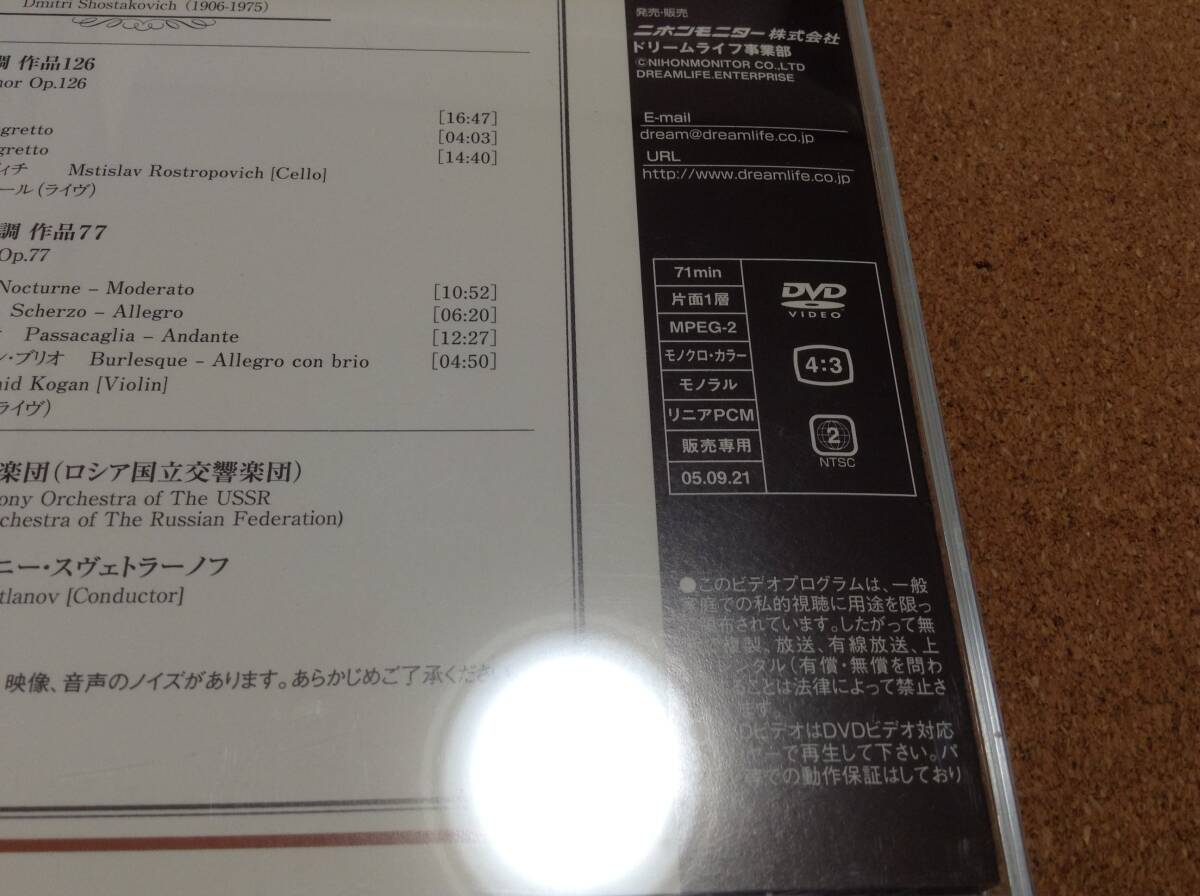 Dmitri Shostakovich (1906-1975)
調 作品126
nor Op.126
[16:47]
gretto [04:03]
gretto [14:40]
ィチ Mstislav Rostropovich [Cello]
ール(ライヴ)
調 作品77
Op.77
Nocturne – Moderato [10:52]
Scherzo – Allegro [06:20]
Passacaglia – Andante [12:27]
ン・ブリオ Burlesque – Allegro con brio [04:50]
nid Kogan [Violin]
ライヴ)
楽団(ロシア国立交響楽団)
ony Orchestra of The USSR
chestra of The Russian Federation)
ニー・スヴェトラーノフ
tlanov [Conductor]
映像、音声のノイズがあります。あらかじめご了承くださ
発売・販売
ニホンモニター株式会社
ドリームライフ事業部
©NIHONMONITOR CO.,LTD
DREAMLIFE.ENTERPRISE
E-mail
dream@dreamlife.co.jp
URL
http://www.dreamlife.co.jp
71min
片面1層
MPEG-2
モノクロ・カラー
モノラル
リニアPCM
販売専用
05.09.21
DVD
VIDEO
4:3
2
NTSC
●このビデオプログラムは、一般
家庭での私的視聴に用途を限っ
布されています。したがって無
複製、放送、有線放送、上
レンタル(有償・無償を問わ
ることは法律によって禁止さ
ます。
DビデオはDVDビデオ対応
ヤーで再生して下さい。パ
での動作保証はしており